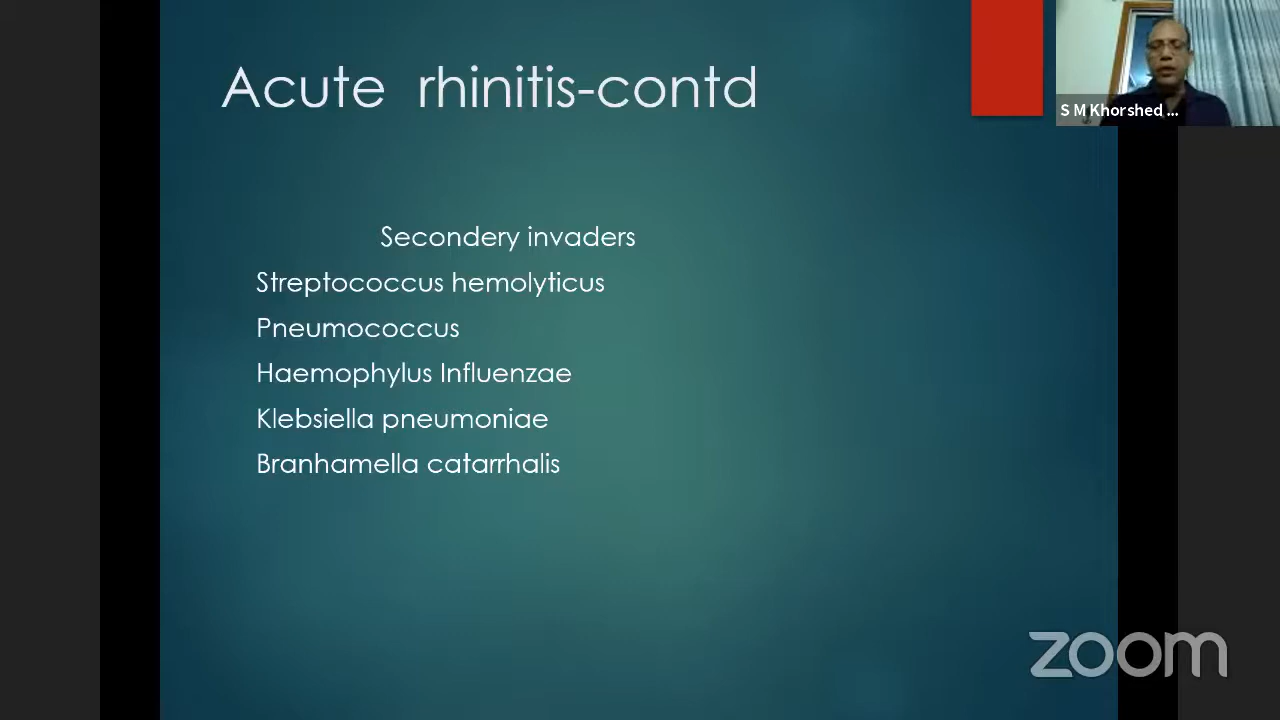 Acute rhinitis-contd
S M Khorshed ...
Secondery invaders
Streptococcus hemolyticus
Pneumococcus
Haemophylus Influenzae
Klebsiella pneumoniae
Branhamella catarrhalis
zoom